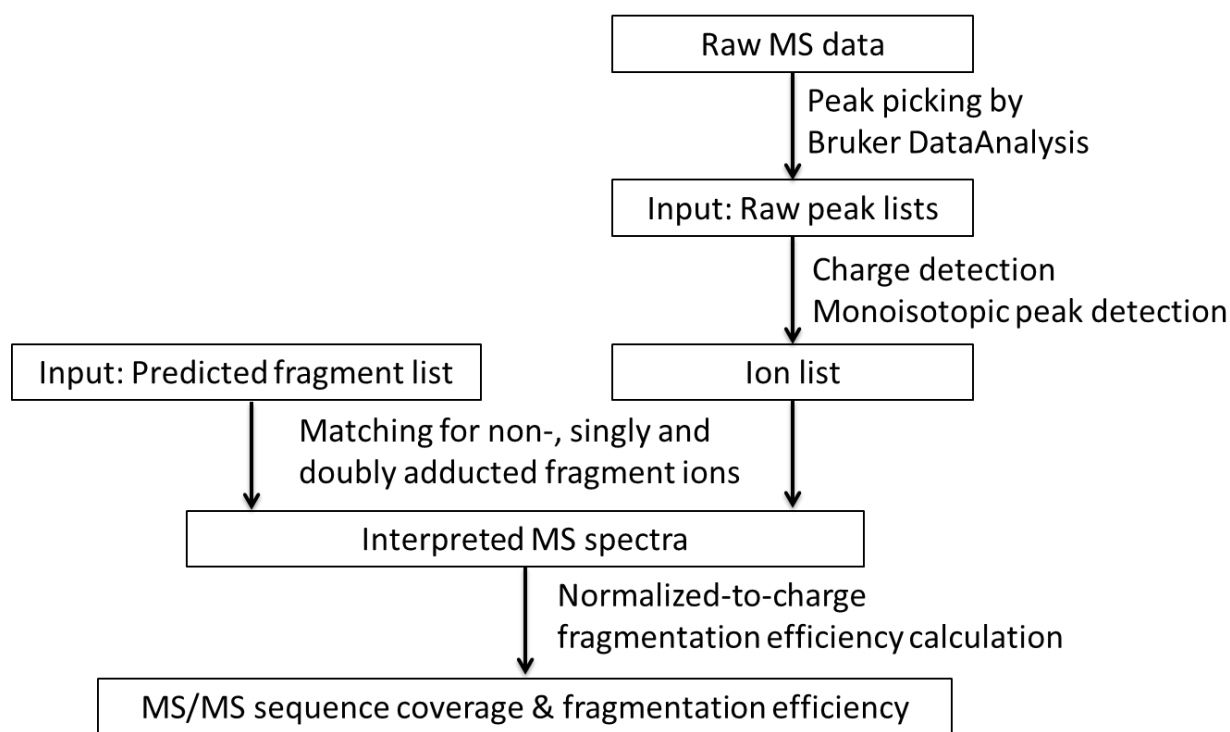 Raw MS data
Peak picking by
Bruker DataAnalysis
Input: Raw peak lists
Charge detection
Monoisotopic peak detection
Input: Predicted fragment list
Ion list
Matching for non-, singly and
doubly adducted fragment ions
Interpreted MS spectra
Normalized-to-charge
fragmentation efficiency calculation
MS/MS sequence coverage & fragmentation efficiency